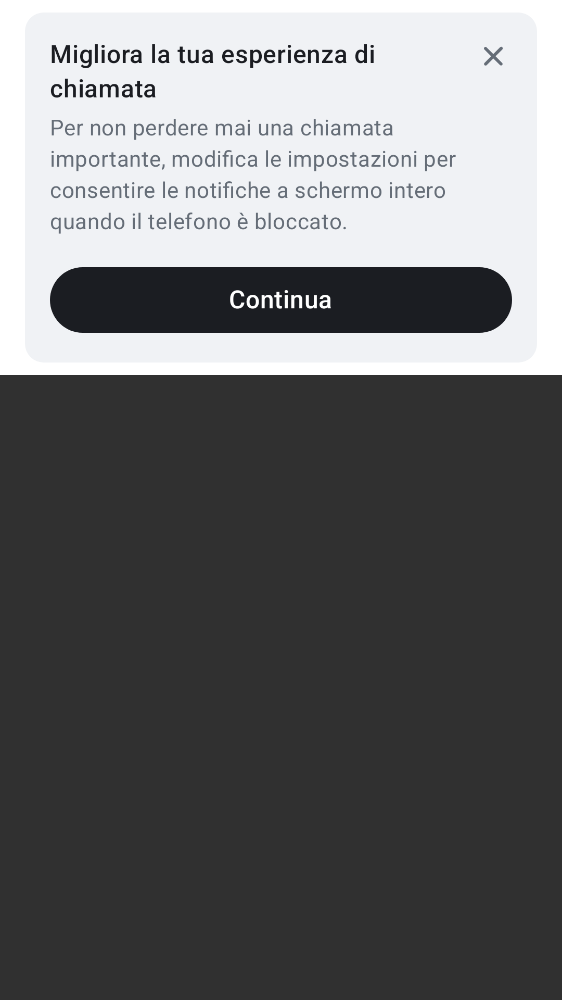 Migliora la tua esperienza di
chiamata
Per non perdere mai una chiamata
importante, modifica le impostazioni per
consentire le notifiche a schermo intero
quando il telefono è bloccato.
Continua